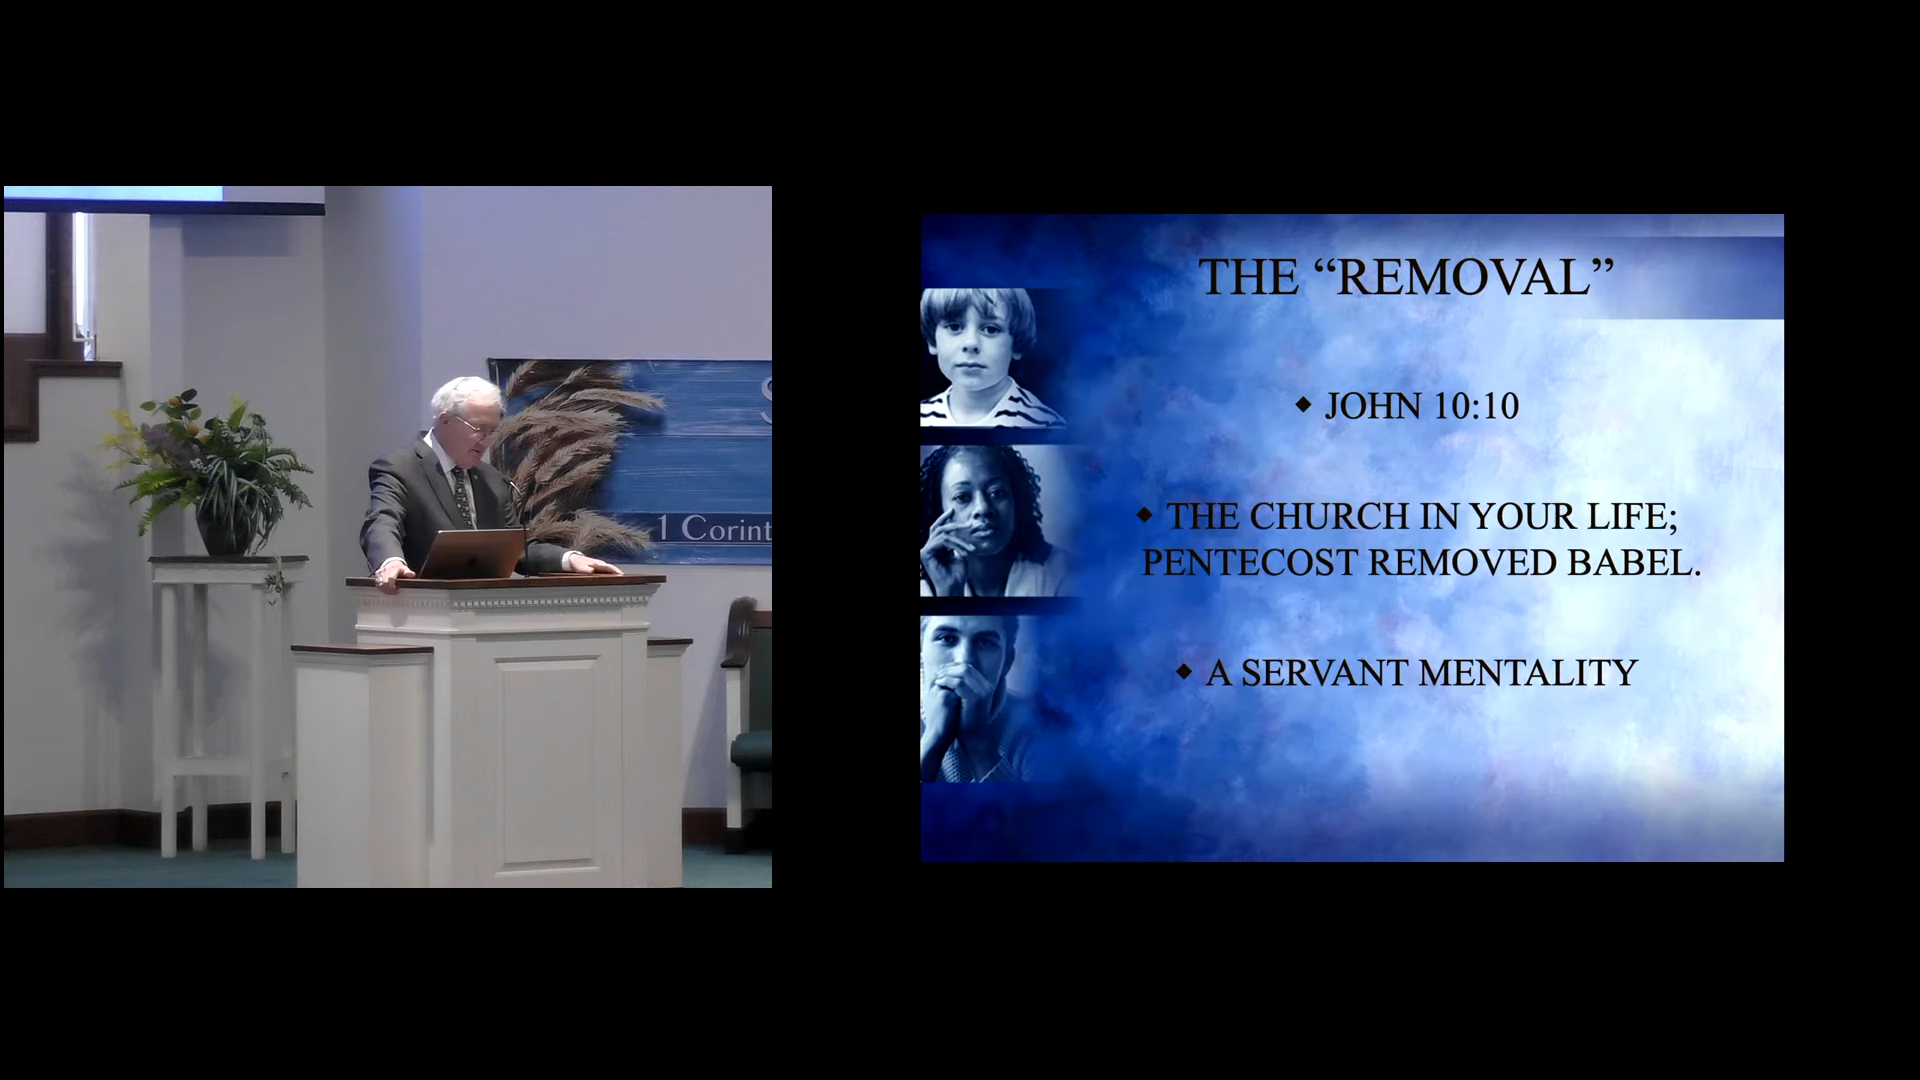 1 Corint
THE “REMOVAL”
◆ JOHN 10:10
◆ THE CHURCH IN YOUR LIFE;
PENTECOST REMOVED BABEL.
◆ A SERVANT MENTALITY